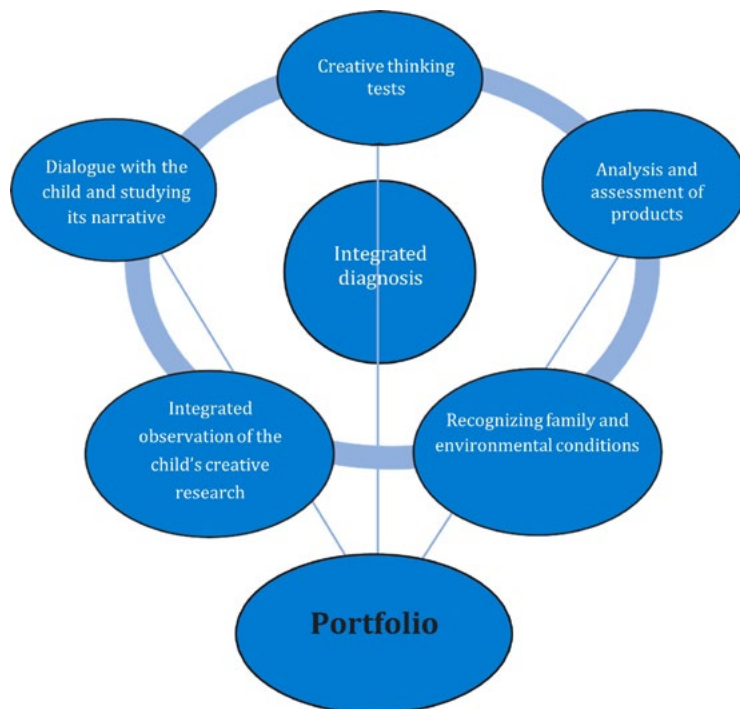 Creative thinking
tests
Dialogue with the
child and studying
its narrative
Analysis and
assessment of
products
Integrated
diagnosis
Integrated
observation of the
child's creative
research
Recognizing family and
environmental conditions
Portfolio